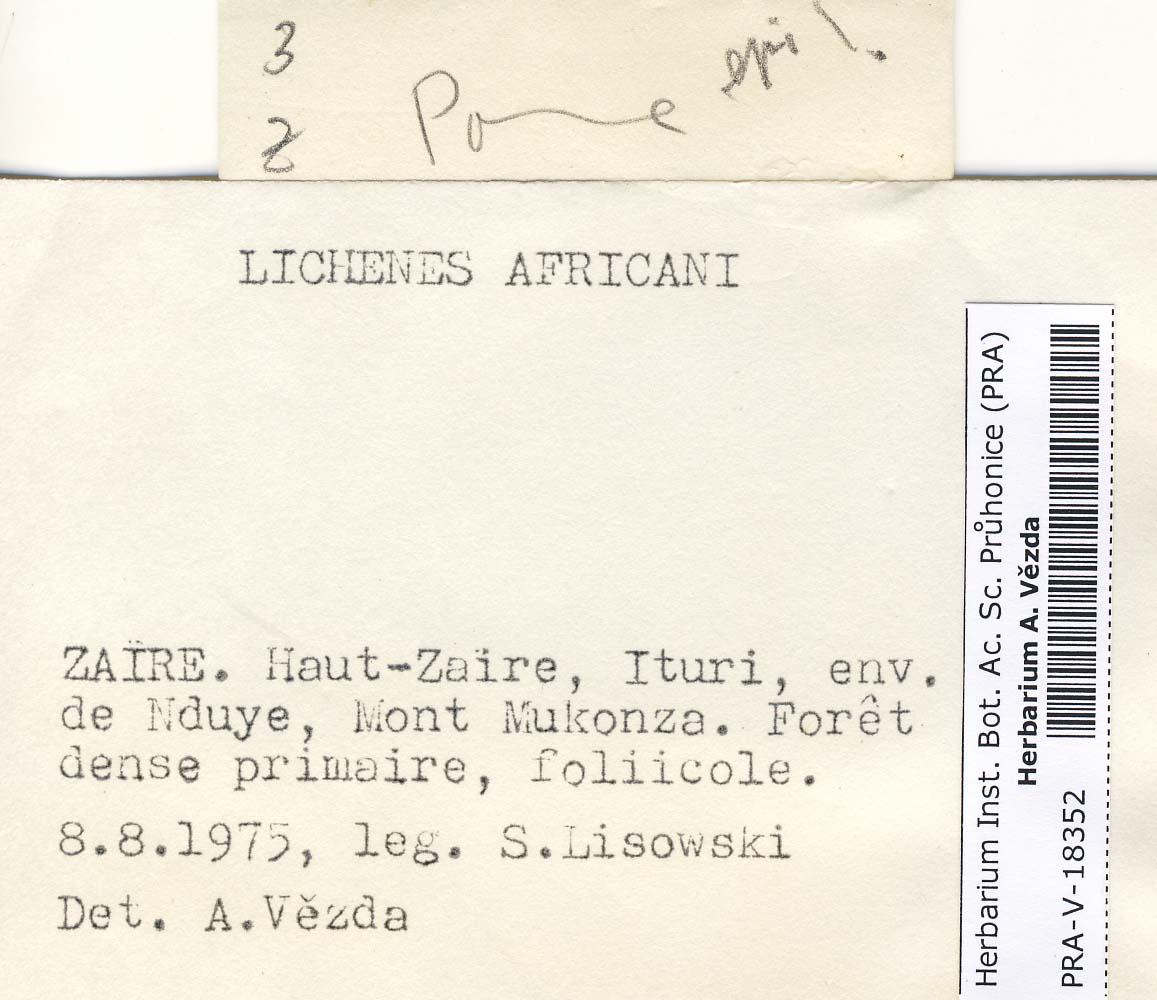 3
2
epi!
LICHENES AFRICANI
ZAÏRE. Haut-Zaïre, Ituri, env.
de Nduye, Mont Mukonza. Forêt
dense primaire, foliicole.
8.8.1975, leg. S.Lisowski
Det. A.Vězda
Herbarium Inst. Bot. Ac. Sc. Průhonice (PRA)
Herbarium A. Vězda
PRA-V-18352